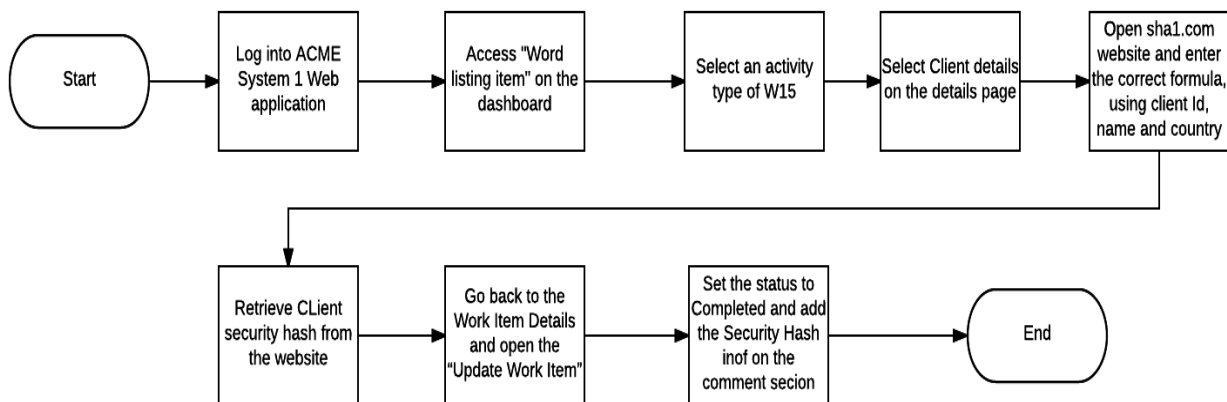 Start
Log into ACME
System 1 Web
application
Access "Word
listing item" on the
dashboard
Select an activity
type of W15
Select Client details
on the details page
Open sha1.com
website and enter
the correct formula,
using client Id,
name and country
Retrieve CLient
security hash from
the website
Go back to the
Work Item Details
and open the
“Update Work Item”
Set the status to
Completed and add
the Security Hash
inof on the
comment secion
End